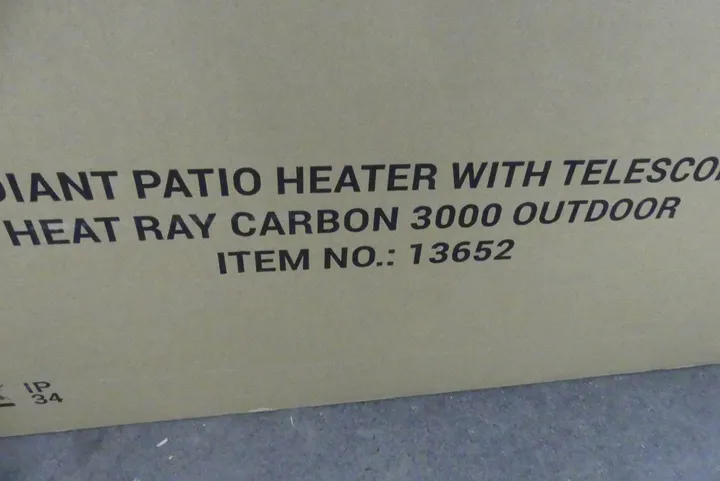 DIANT PATIO HEATER WITH TELESCO
HEAT RAY CARBON 3000 OUTDOOR
ITEM NO.: 13652
IP
34